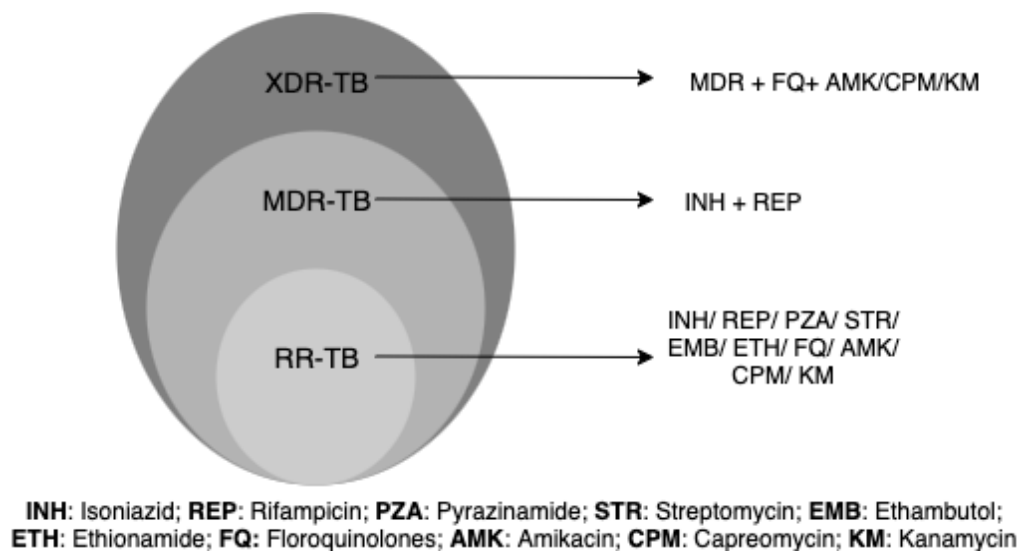 XDR-TB
MDR + FQ+ AMK/CPM/KM
MDR-TB
INH + REP
RR-TB
INH/ REP/ PZA/ STR/
EMB/ ETH/ FQ/ AMK/
CPM/ KM
INH: Isoniazid; REP: Rifampicin; PZA: Pyrazinamide; STR: Streptomycin; EMB: Ethambutol;
ETH: Ethionamide; FQ: Floroquinolones; AMK: Amikacin; CPM: Capreomycin; KM: Kanamycin